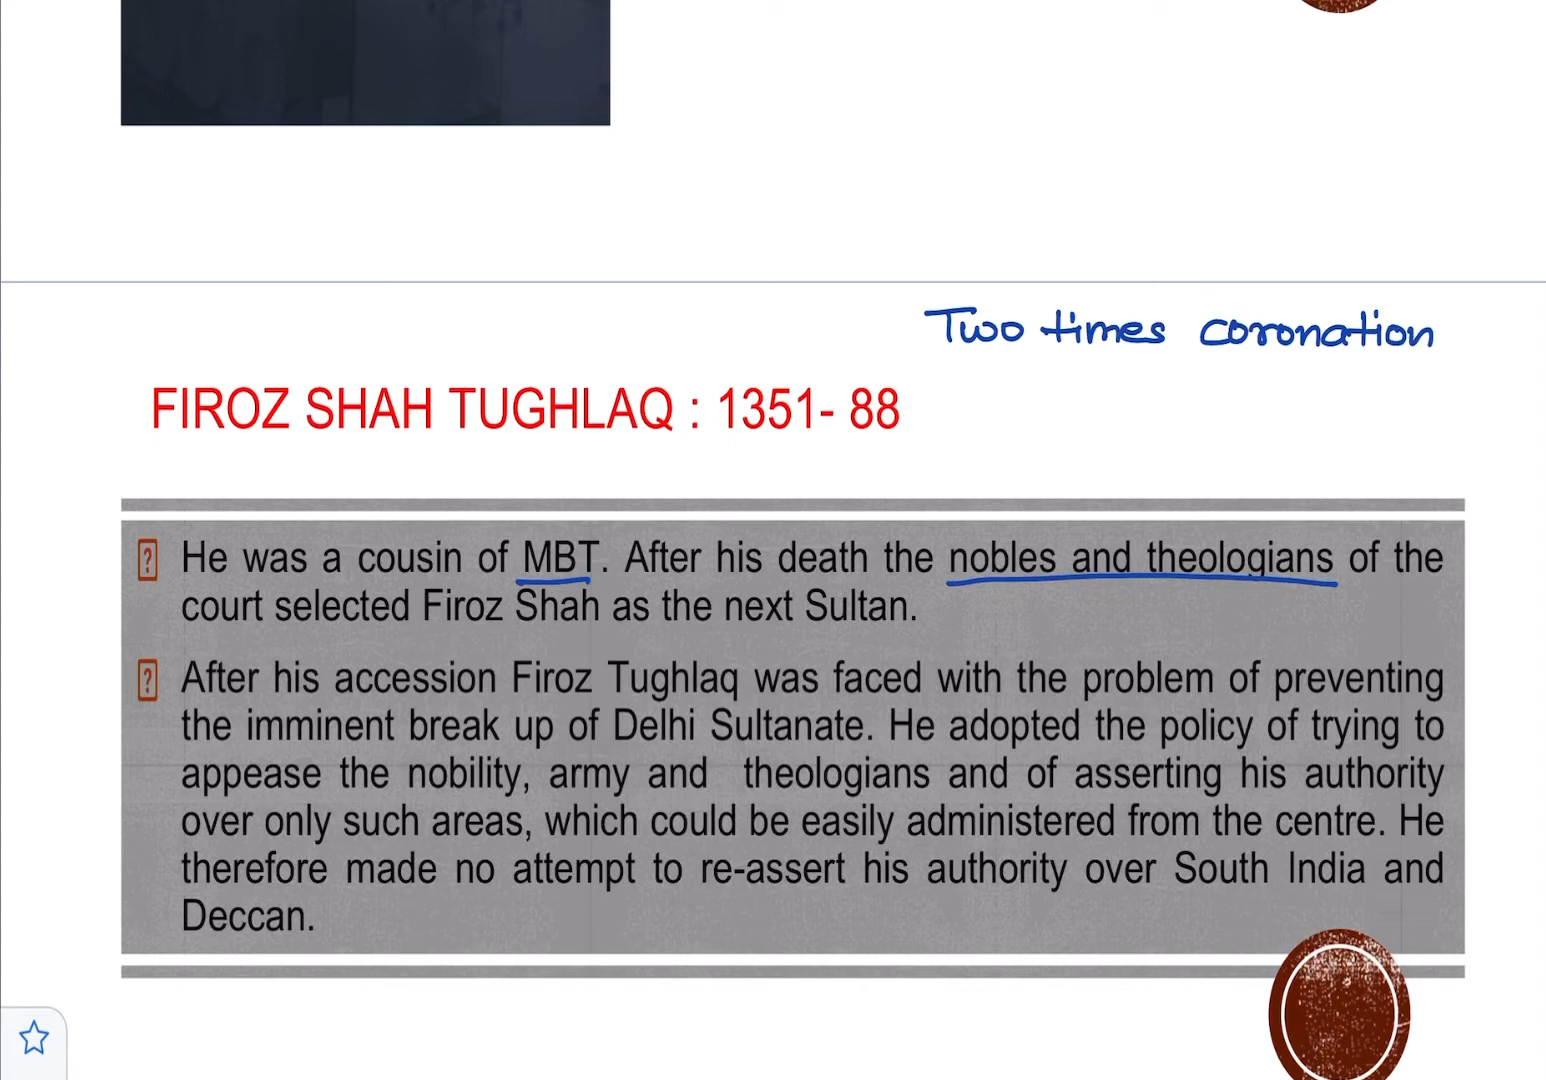 Two times coronation
FIROZ SHAH TUGHLAQ : 1351- 88
He was a cousin of MBT. After his death the nobles and theologians of the
court selected Firoz Shah as the next Sultan.
After his accession Firoz Tughlaq was faced with the problem of preventing
the imminent break up of Delhi Sultanate. He adopted the policy of trying to
appease the nobility, army and theologians and of asserting his authority
over only such areas, which could be easily administered from the centre. He
therefore made no attempt to re-assert his authority over South India and
Deccan.